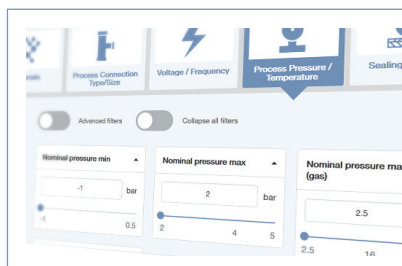 Process Connection
Type/Size
Voltage / Frequency
Process Pressure /
Temperature
Sealing
Advanced filters
Collapse all filters
Nominal pressure min
Nominal pressure max
Nominal pressure ma
(gas)
-1
bar
2
bar
2.5
-1
0.5
2
4
5
2.5
16